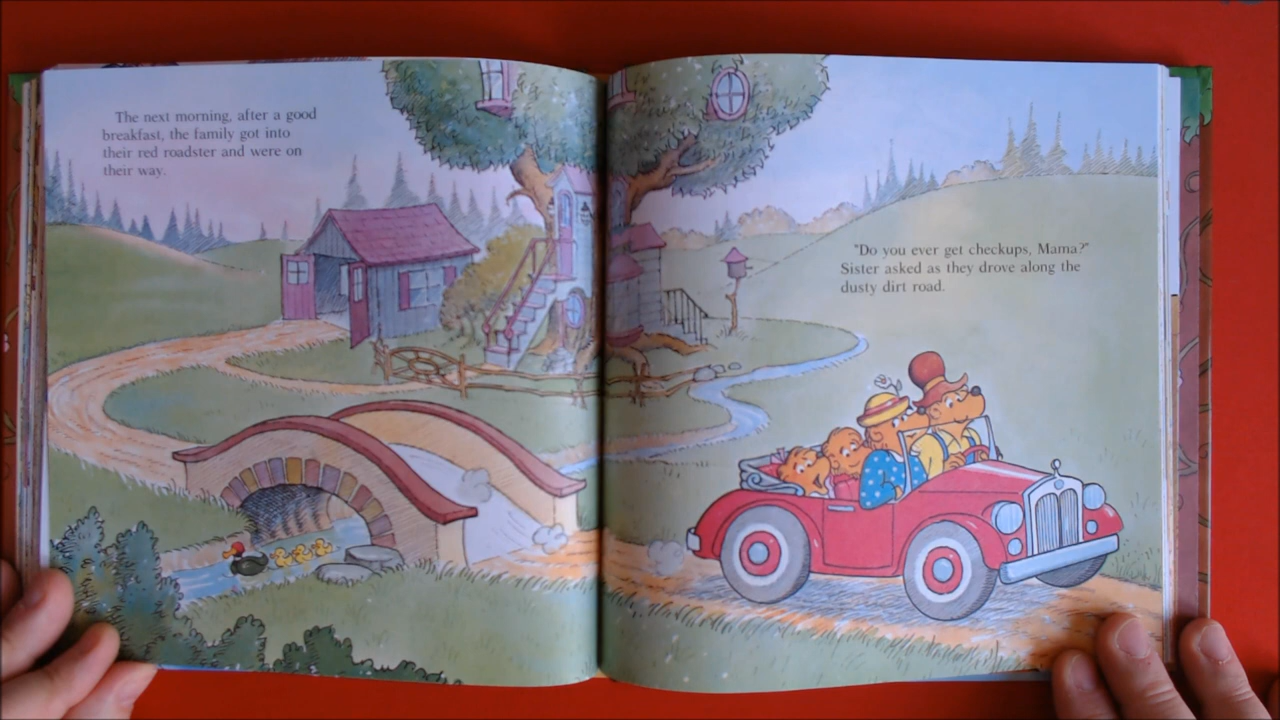 The next morning, after a good
breakfast, the family got into
their red roadster and were on
their way.
"Do you ever get checkups, Mama?"
Sister asked as they drove along the
dusty dirt road.